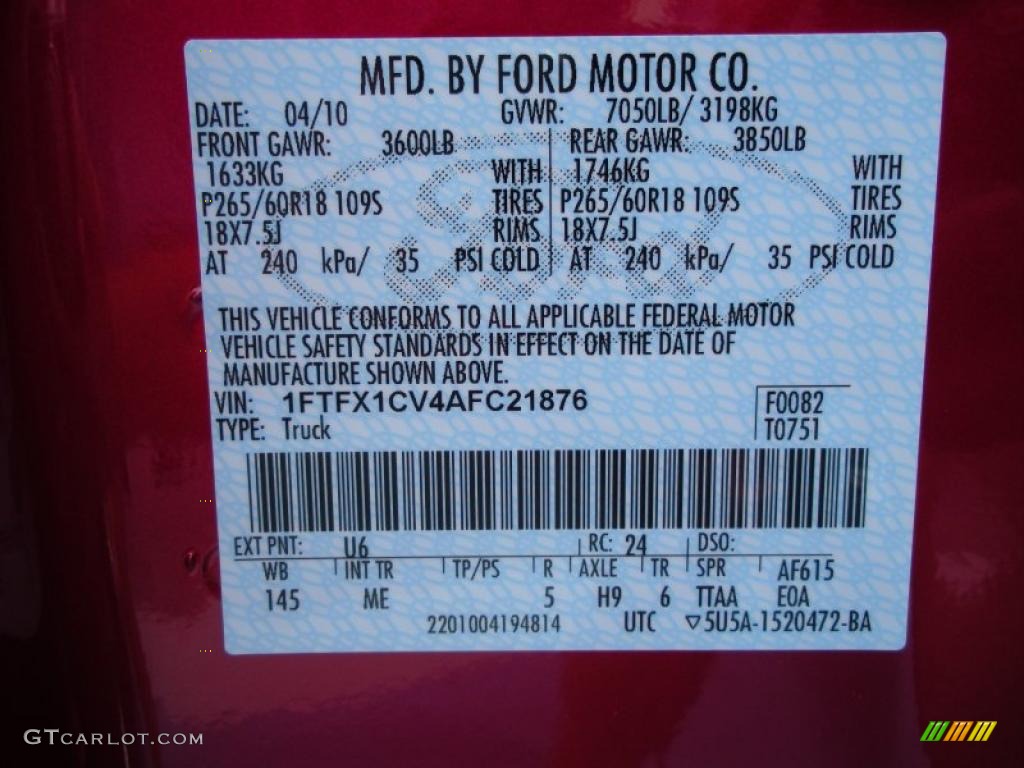 MFD. BY FORD MOTOR CO.
DATE: 04/10 GVWR: 7050LB/ 3198KG
FRONT GAWR: 3600LB REAR GAWR: 3850LB
1633KG WITH 1746KG WITH
P265/60R18 109S TIRES P265/60R18 109S TIRES
18X7.5J RIMS 18X7.5J RIMS
AT 240 kPa/ 35 PSI COLD AT 240 kPa/ 35 PSI COLD
Ford
THIS VEHICLE CONFORMS TO ALL APPLICABLE FEDERAL MOTOR
VEHICLE SAFETY STANDARDS IN EFFECT ON THE DATE OF
MANUFACTURE SHOWN ABOVE.
VIN: 1FTFX1CV4AFC21876 F0082
TYPE: Truck T0751
EXT PNT: U6 RC: 24 DSO:
WB INT TR TP/PS R AXLE TR SPR AF615
145 ME 5 H9 6 TTAA E0A
2201004194814 UTC ▽5U5A-1520472-BA
GTCARLOT.COM